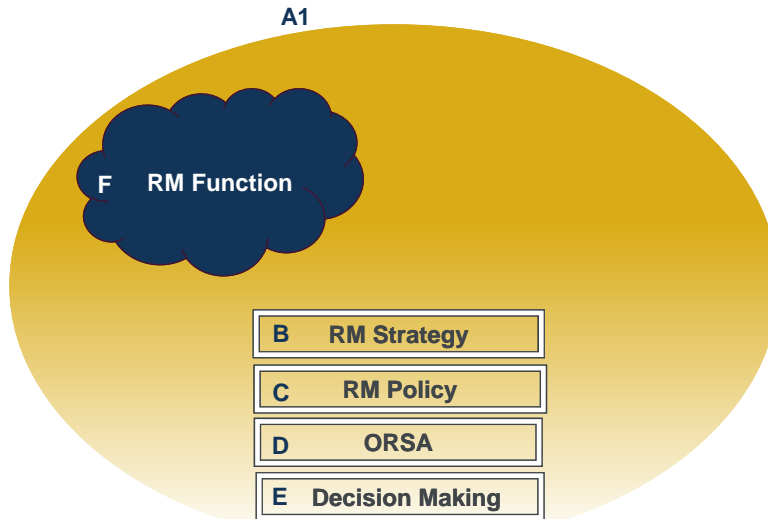 A1
F RM Function
B RM Strategy
C RM Policy
D ORSA
E Decision Making